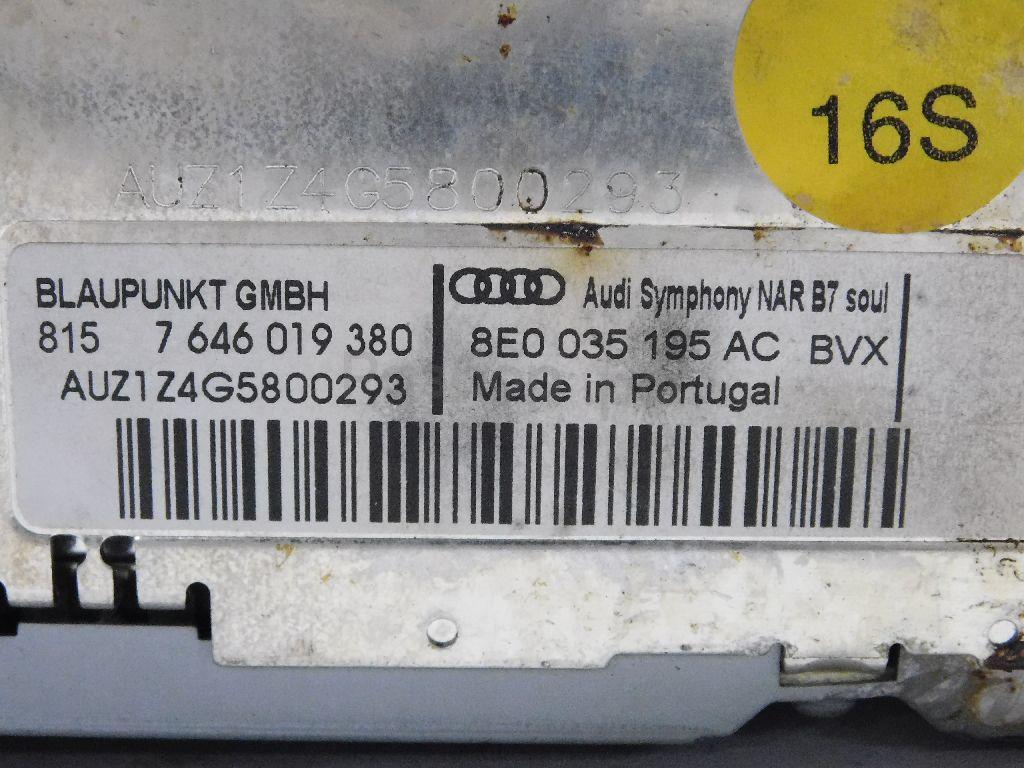 16S
AUZ1Z4G5800293
BLAUPUNKT GMBH
815 7 646 019 380
AUZ1Z4G5800293
Audi Symphony NAR B7 soul
8E0 035 195 AC BVX
Made in Portugal